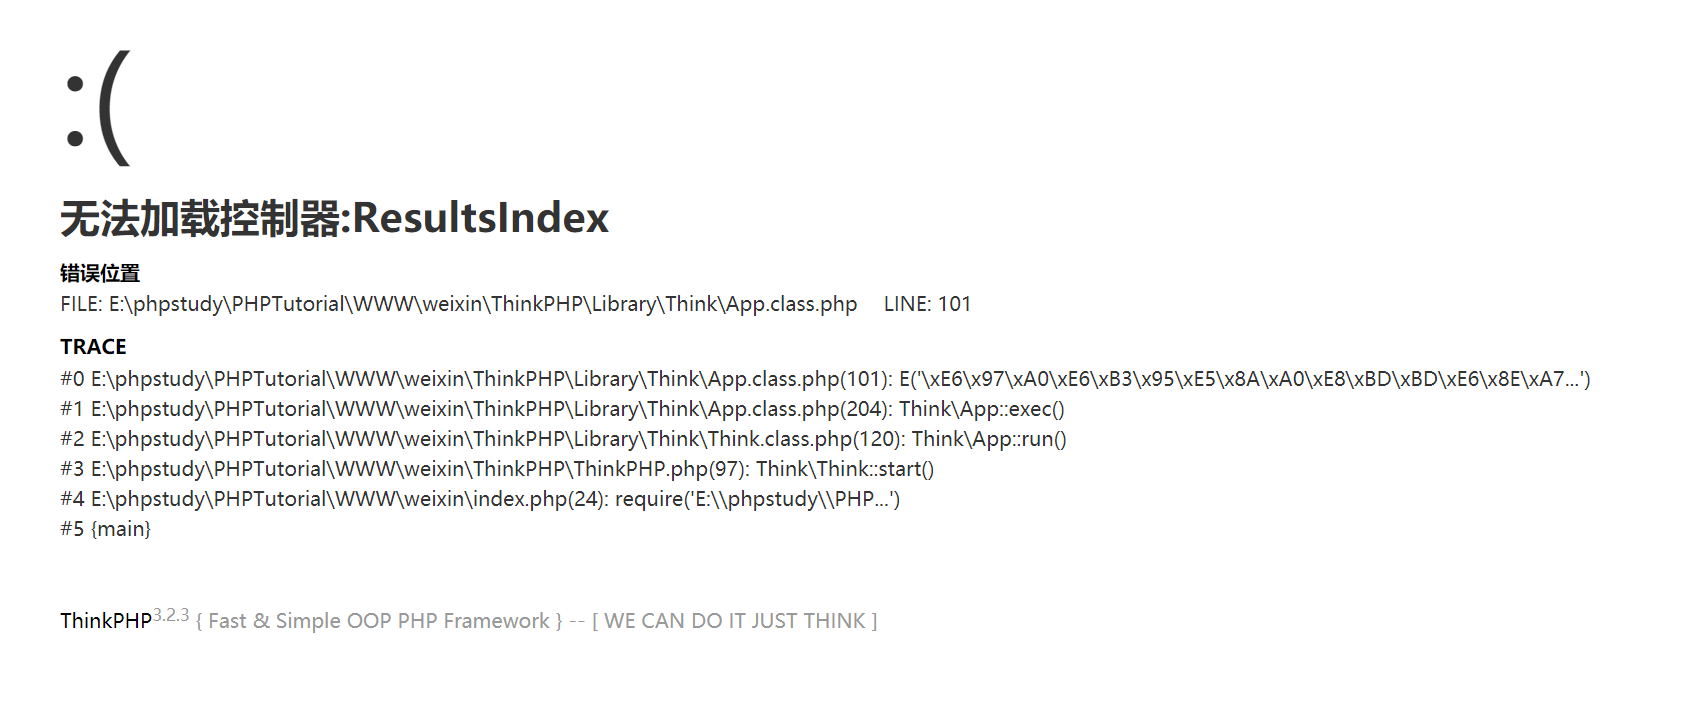 :(
无法加载控制器:ResultsIndex
错误位置
FILE: E:\phpstudy\PHPTutorial\WWW\weixin\ThinkPHP\Library\Think\App.class.php LINE: 101
TRACE
#0 E:\phpstudy\PHPTutorial\WWW\weixin\ThinkPHP\Library\Think\App.class.php(101): E('\xE6\x97\xA0\xE6\xB3\x95\xE5\x8A\xA0\xE8\xBD\xBD\xE6\x8E\xA7...')
#1 E:\phpstudy\PHPTutorial\WWW\weixin\ThinkPHP\Library\Think\App.class.php(204): Think\App::exec()
#2 E:\phpstudy\PHPTutorial\WWW\weixin\ThinkPHP\Library\Think\Think.class.php(120): Think\App::run()
#3 E:\phpstudy\PHPTutorial\WWW\weixin\ThinkPHP\ThinkPHP.php(97): Think\Think::start()
#4 E:\phpstudy\PHPTutorial\WWW\weixin\index.php(24): require('E:\\phpstudy\\PHP...')
#5 {main}
ThinkPHP3.2.3 { Fast & Simple OOP PHP Framework } -- [ WE CAN DO IT JUST THINK ]